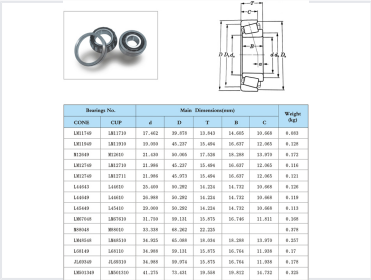 T
Bearings No. Main Dimensions(mm) Weight (kg)
CONE CUP d D T B C
LM11749 LM11710 17.462 39.878 13.843 14.605 10.668 0.083
LM11949 LM11910 19.050 45.237 15.494 16.637 12.065 0.128
M12649 M12610 21.430 50.005 17.526 18.288 13.970 0.172
LM12749 LM12710 21.986 45.237 15.494 16.637 12.065 0.118
LM12749 LM12711 21.986 45.973 15.494 16.637 12.065 0.121
L44643 L44610 25.400 50.292 14.224 14.732 10.668 0.128
L44649 L44610 26.988 50.292 14.224 14.732 10.668 0.119
L45449 L45410 29.000 50.292 14.224 14.732 10.668 0.113
LM67048 LM67010 31.750 59.131 15.875 16.746 11.811 0.168
M88048 M88010 33.338 68.262 22.225 0.379
LM48548 LM48510 34.925 65.088 18.034 18.288 13.970 0.257
L68149 L68110 34.988 59.131 15.875 16.764 11.938 0.17
JL69349 JL69310 34.988 59.974 15.875 16.764 11.938 0.178
LM501349 LM501310 41.275 73.431 19.558 19.812 14.732 0.325